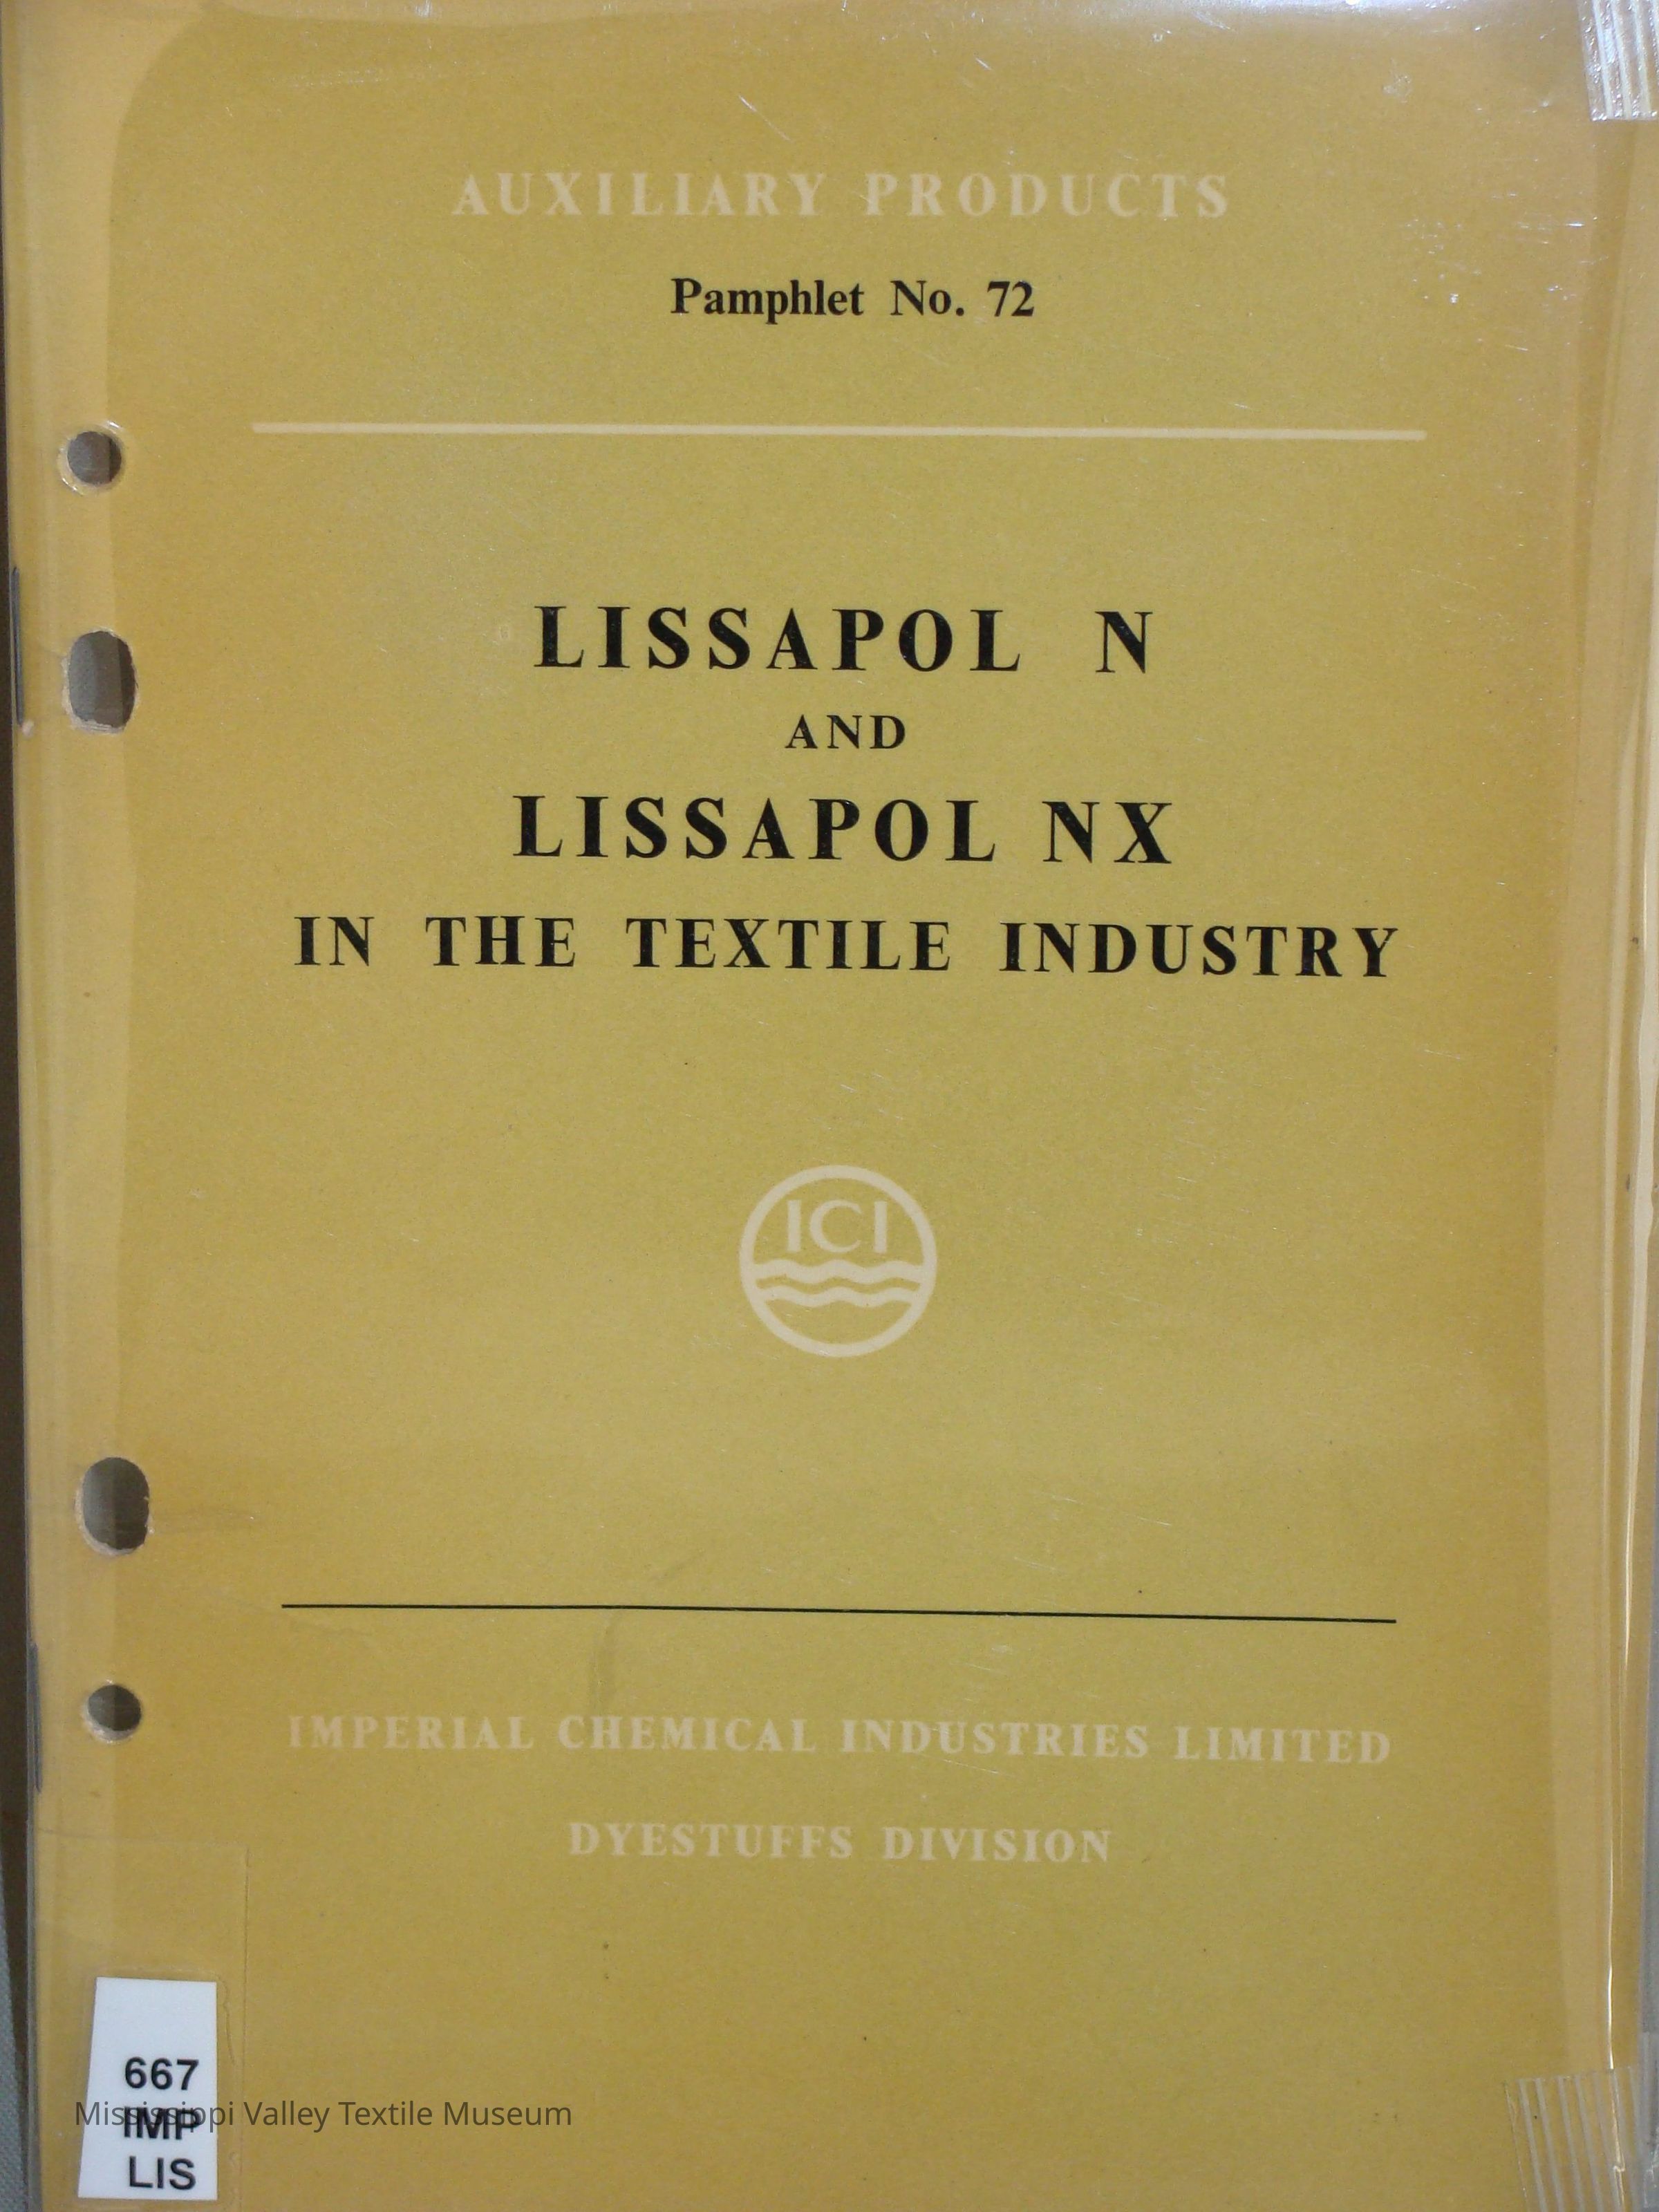 AUXILIARY PRODUCTS
Pamphlet No. 72
LISSAPOL N
AND
LISSAPOL NX
IN THE TEXTILE INDUSTRY
ICI
IMPERIAL CHEMICAL INDUSTRIES LIMITED
DYESTUFFS DIVISION
667
Mississippi Valley Textile Museum
IMP
LIS